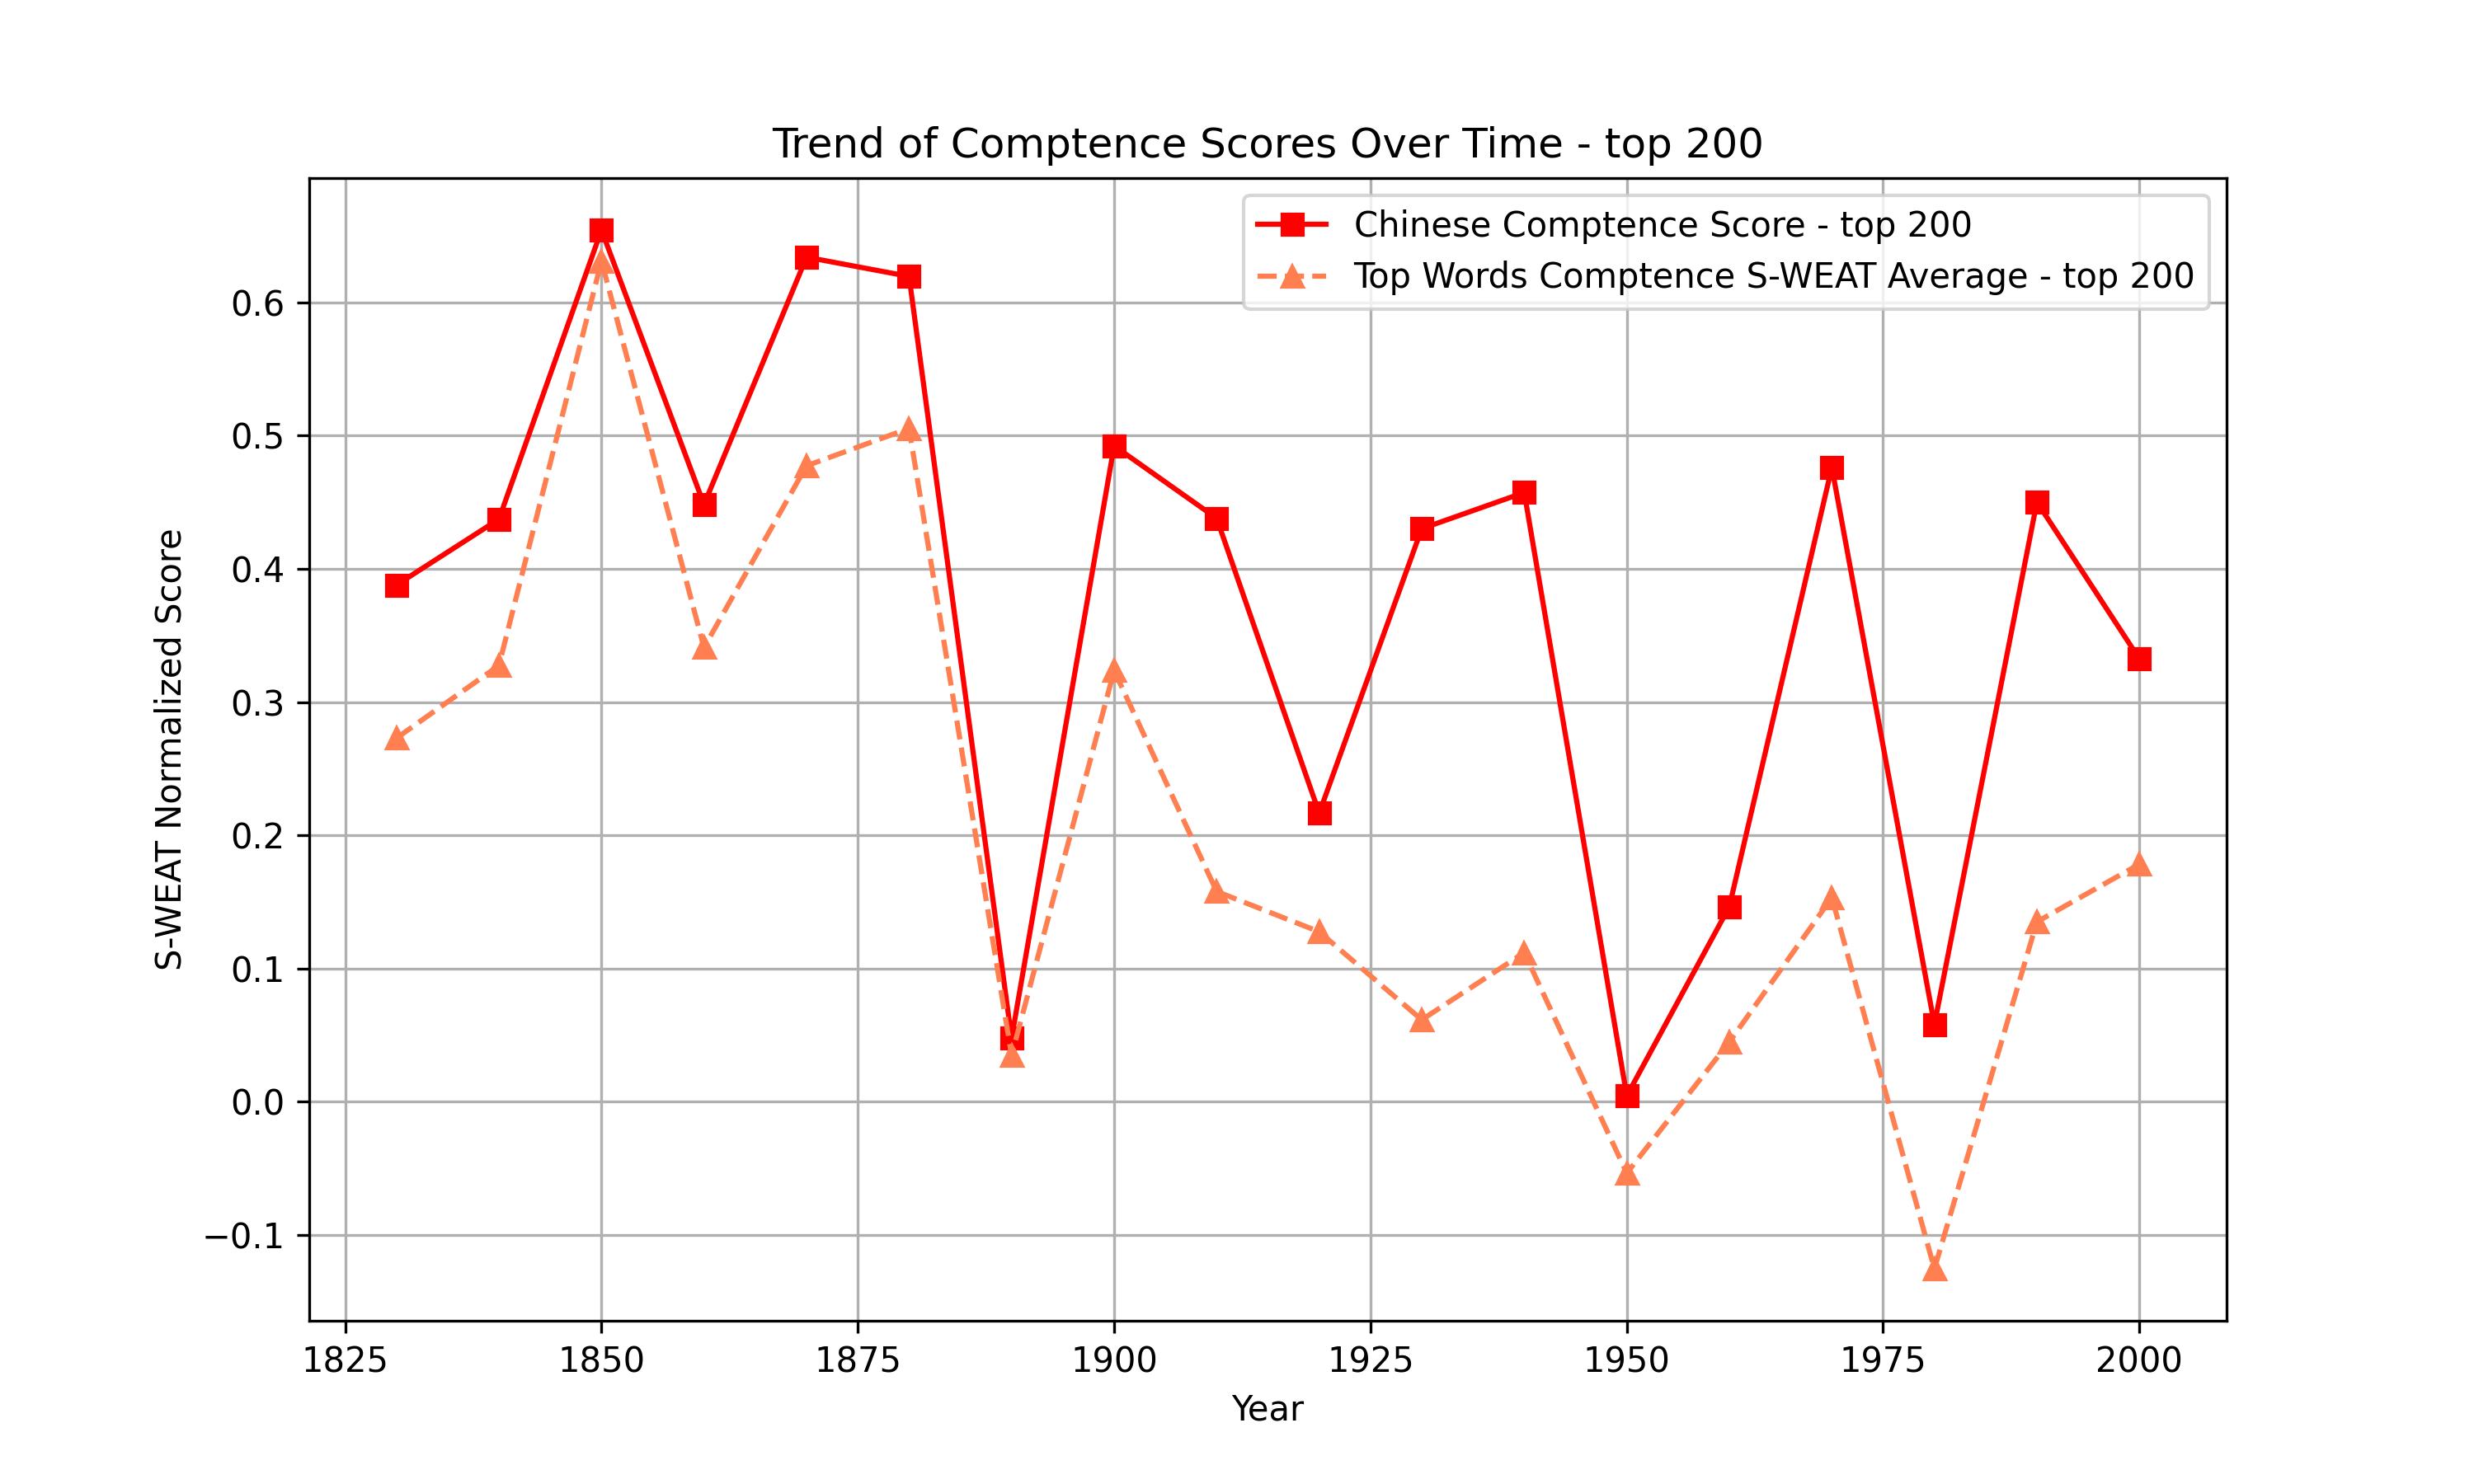 Trend of Comptence Scores Over Time - top 200
Chinese Comptence Score - top 200
Top Words Comptence S-WEAT Average - top 200
S-WEAT Normalized Score
0.6
0.5
0.4
0.3
0.2
0.1
0.0
−0.1
1825 1850 1875 1900 1925 1950 1975 2000
Year